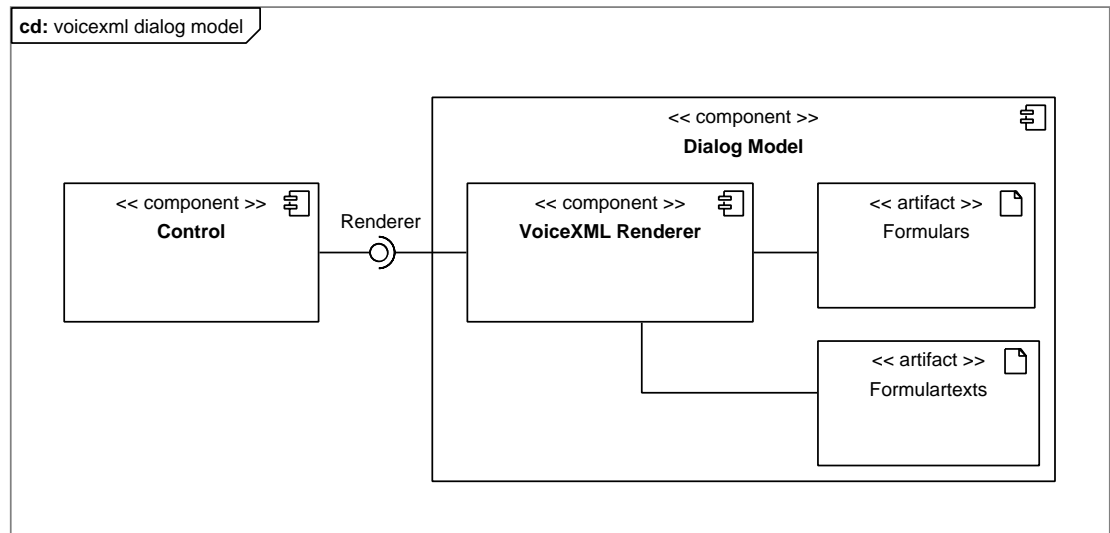 cd: voicexml dialog model
<< component >>
Dialog Model
<< component >>
Control
Renderer
<< component >>
VoiceXML Renderer
<< artifact >>
Formulars
<< artifact >>
Formulartexts